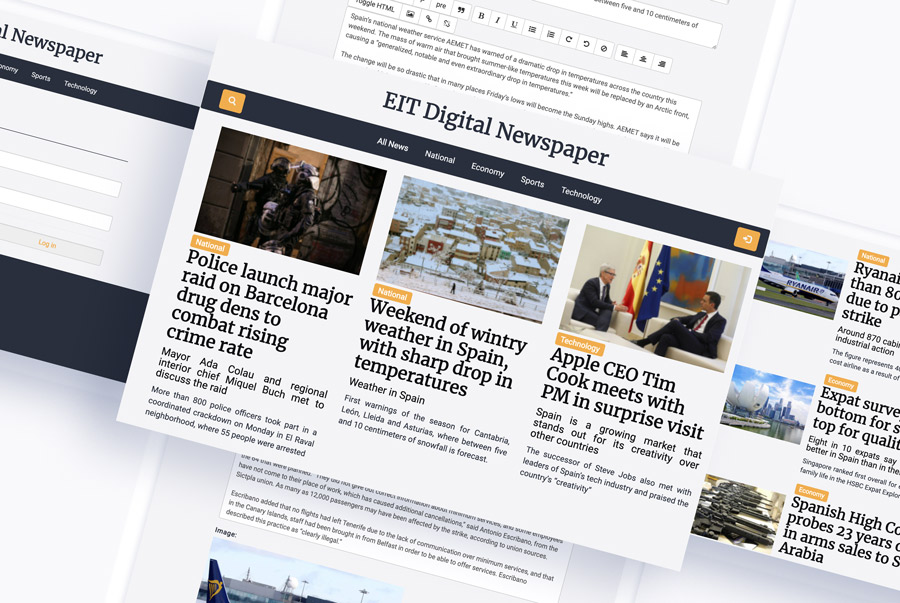 al Newspaper
onomy Sports Technology
Log in
Toggle HTML pre B I U
Spain's national weather service AEMET has warned of a dramatic drop in temperatures across the country this
weekend. The mass of warm air that brought summer-like temperatures this week will be replaced by an Arctic front,
causing a "generalized, notable and even extraordinary drop in temperatures."
The change will be so drastic that in many places Friday's lows will become the Sunday highs. AEMET says it will be
between five and 10 centimeters of
EIT Digital Newspaper
All News National Economy Sports Technology
National
Police launch major
raid on Barcelona
drug dens to
combat rising
crime rate
Mayor Ada Colau and regional
interior chief Miquel Buch met to
discuss the raid
More than 800 police officers took part in a
coordinated crackdown on Monday in El Raval
neighborhood, where 55 people were arrested
National
Weekend of wintry
weather in Spain,
with sharp drop in
temperatures
Weather in Spain
First warnings of the season for Cantabria,
León, Lleida and Asturias, where between five
and 10 centimeters of snowfall is forecast.
Technology
Apple CEO Tim
Cook meets with
PM in surprise visit
Spain is a growing market that
stands out for its creativity over
other countries
The successor of Steve Jobs also met with
leaders of Spain's tech industry and praised the
country's "creativity"
RYANAIR
National
Ryanai
than 80
due to p
strike
Around 870 cabi
industrial action
The figure represents 4
cost airline as a result of
Economy
Expat surve
bottom for s
top for qualit
Eight in 10 expats say
better in Spain than in the
Singapore ranked first overall for
family life in the HSBC Expat Explor
Economy
Spanish High Co
probes 23 years o
in arms sales to S
Arabia
have not come to their place of work, which has caused additional cancellations," said Antonio Escribano, from the
Sictpla union. As many as 12,000 passengers may have been affected by the strike, according to union sources.
Escribano added that no flights had left Tenerife due to the lack of communication over minimum services, and that
in the Canary Islands, staff had been brought in from Belfast in order to be able to offer services. Escribano
described this practice as "clearly illegal."
Image: